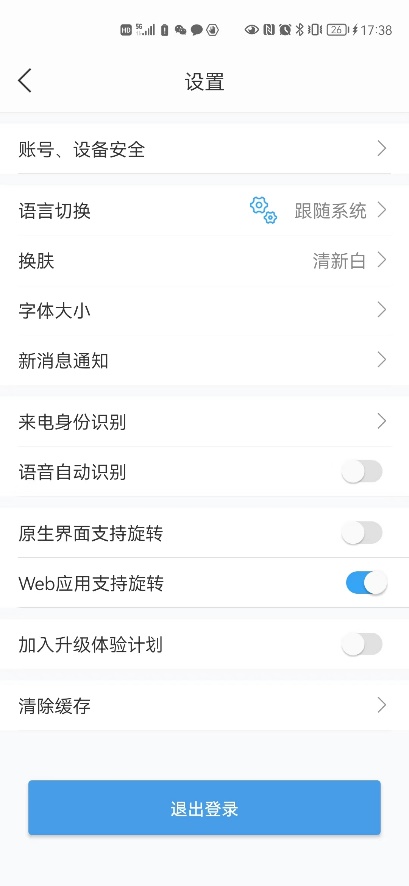 HD 5G 26 17:38
设置
账号、设备安全
语言切换 跟随系统
换肤 清新白
字体大小
新消息通知
来电身份识别
语音自动识别
原生界面支持旋转
Web应用支持旋转
加入升级体验计划
清除缓存
退出登录